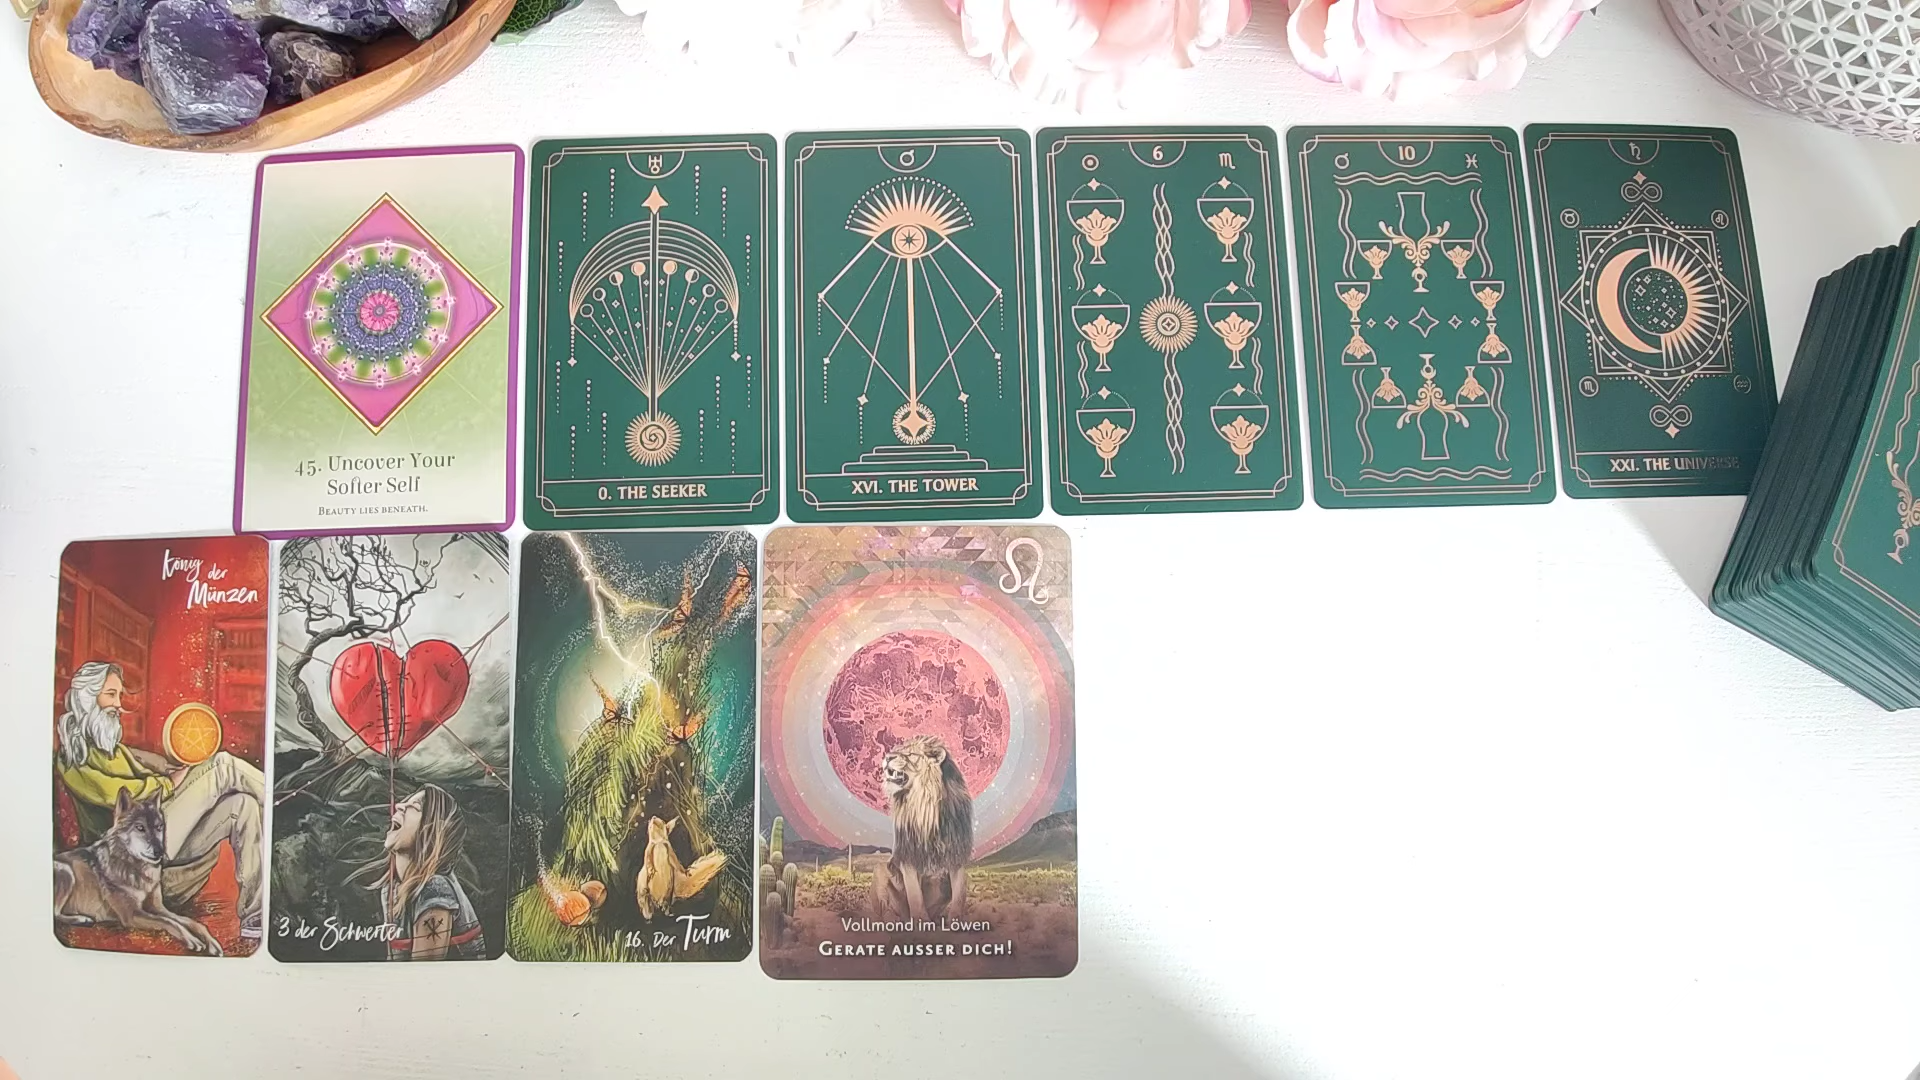 45. Uncover Your
Softer Self
Beauty lies beneath.
0. THE SEEKER
XVI. THE TOWER
6
10
XXI. THE UNIVERSE
König
der
Münzen
3 der Schwerter
16. Der Turm
Vollmond im Löwen
Gerate ausser dich!